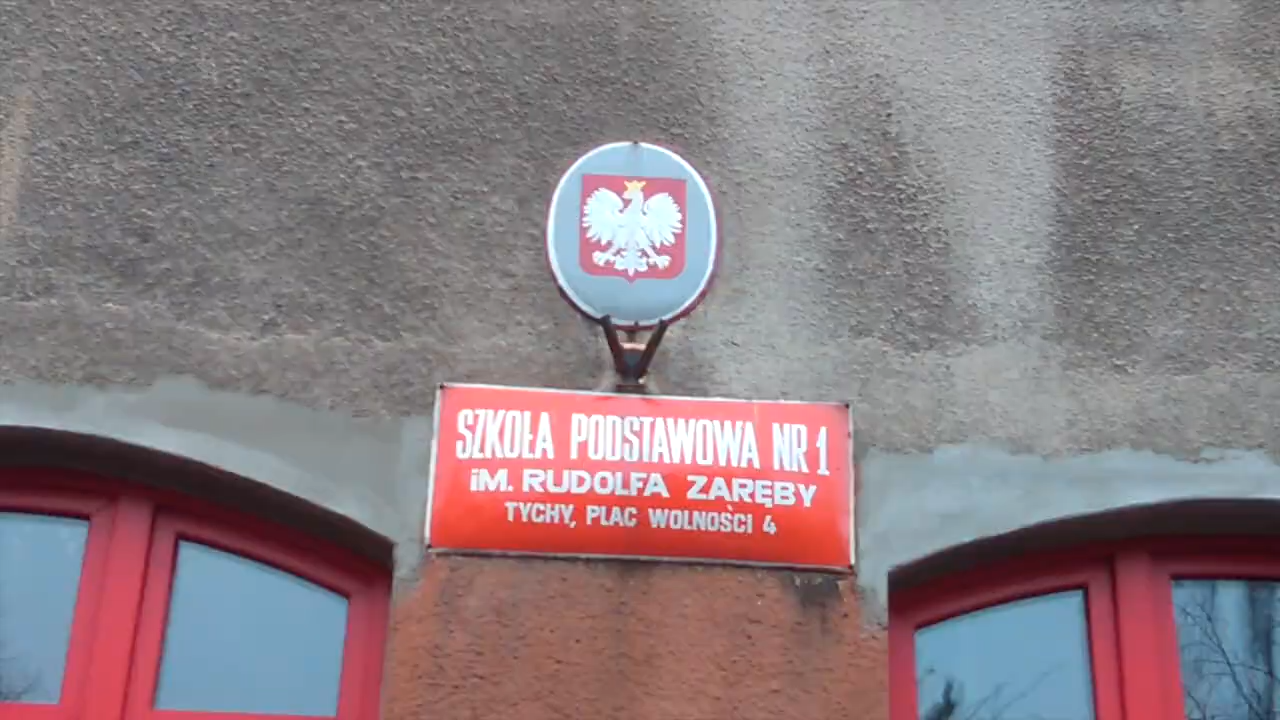 SZKOŁA PODSTAWOWA NR 1
iM. RUDOLFA ZARĘBY
TYCHY, PLAC WOLNOŚCI 4